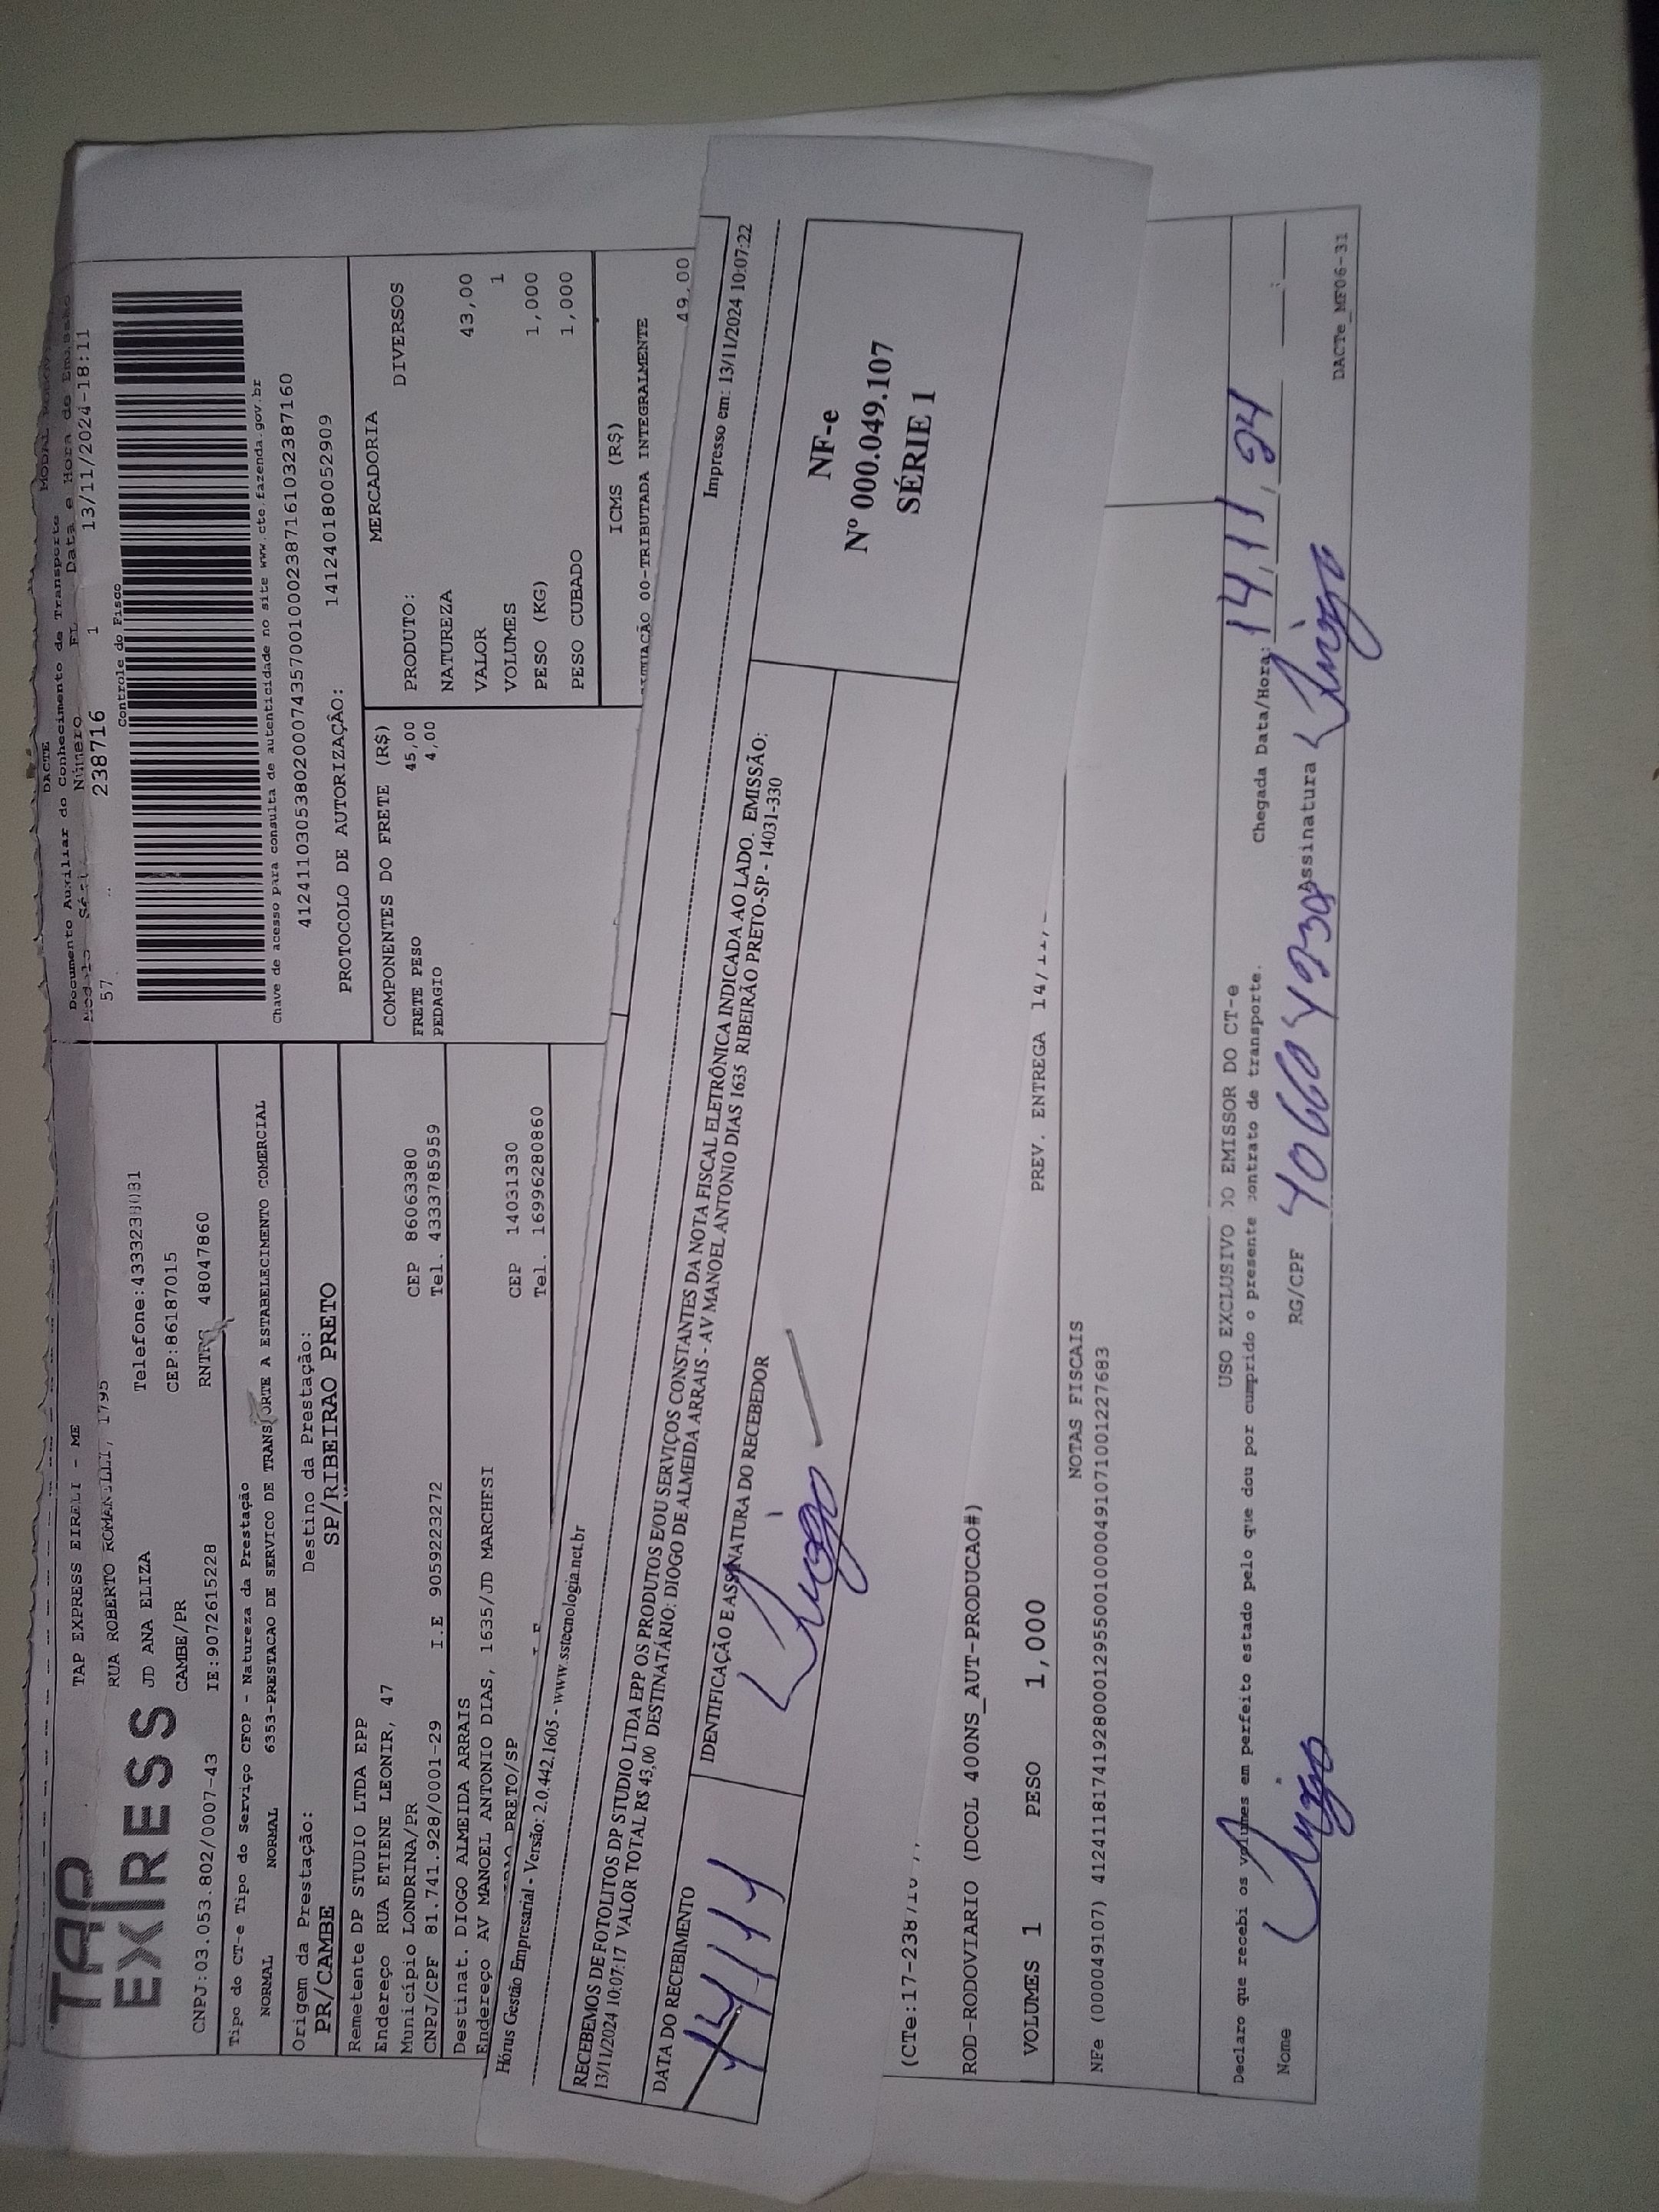 TAP
EXPRESS
TAP EXPRESS EIRELI - ME
RUA ROBERTO ROMANELLI, 1795
JD ANA ELIZA
Telefone:4333238031
CAMBE/PR
CEP:86187015
CNPJ:03.053.802/0007-43
IE:9072615228
RNTRC 48047860
DACTE
Documento Auxiliar do Conhecimento de Transporte
MODAL
Modelo Série Número FL Data e Hora de Emissão
57 238716 1 13/11/2024-18:11
Controle do Fisco
Chave de acesso para consulta de autenticidade no site www.cte.fazenda.gov.br
41241103053802000743570010002387161032387160
PROTOCOLO DE AUTORIZAÇÃO: 141240180052909
Tipo do CT-e Tipo do Serviço CFOP - Natureza da Prestação
NORMAL NORMAL 6353-PRESTACAO DE SERVICO DE TRANSPORTE A ESTABELECIMENTO COMERCIAL
Origem da Prestação: Destino da Prestação:
PR/CAMBE SP/RIBEIRAO PRETO
Remetente DP STUDIO LTDA EPP
Endereço RUA ETIENE LEONIR, 47
Município LONDRINA/PR CEP 86063380
CNPJ/CPF 81.741.928/0001-29 I.E 9059223272 Tel. 4333785959
Destinat. DIOGO ALMEIDA ARRAIS
Endereço AV MANOEL ANTONIO DIAS, 1635/JD MARCHESI
PRETO/SP CEP 14031330
Tel. 16996280860
COMPONENTES DO FRETE (R$)
FRETE PESO 45,00
PEDAGIO 4,00
MERCADORIA
PRODUTO: DIVERSOS
NATUREZA
VALOR 43,00
VOLUMES 1
PESO (KG) 1,000
PESO CUBADO 1,000
ICMS (R$)
00-TRIBUTADA INTEGRALMENTE
49,00
Hórus Gestão Empresarial - Versão: 2.0.442.1605 - www.sstecnologia.net.br
Impresso em: 13/11/2024 10:07:22
RECEBEMOS DE FOTOLITOS DP STUDIO LTDA EPP OS PRODUTOS E/OU SERVIÇOS CONSTANTES DA NOTA FISCAL ELETRÔNICA INDICADA AO LADO. EMISSÃO:
13/11/2024 10:07:17 VALOR TOTAL R$ 43,00 DESTINATÁRIO: DIOGO DE ALMEIDA ARRAIS - AV MANOEL ANTONIO DIAS 1635 RIBEIRÃO PRETO-SP - 14031-330
DATA DO RECEBIMENTO
14/11
IDENTIFICAÇÃO E ASSINATURA DO RECEBEDOR
NF-e
Nº 000.049.107
SÉRIE 1
(CTe:17-238716
ROD-RODOVIARIO (DCOL 400NS_AUT-PRODUCAO#)
VOLUMES 1 PESO 1,000 PREV. ENTREGA 14/11/
NOTAS FISCAIS
NFe (000049107) 41241181741928000129550010000491071001227683
USO EXCLUSIVO DO EMISSOR DO CT-e
Declaro que recebi os volumes em perfeito estado pelo que dou por cumprido o presente contrato de transporte.
Chegada Data/Hora: 14/11/24
Nome RG/CPF Assinatura
DACTe_MF06-31